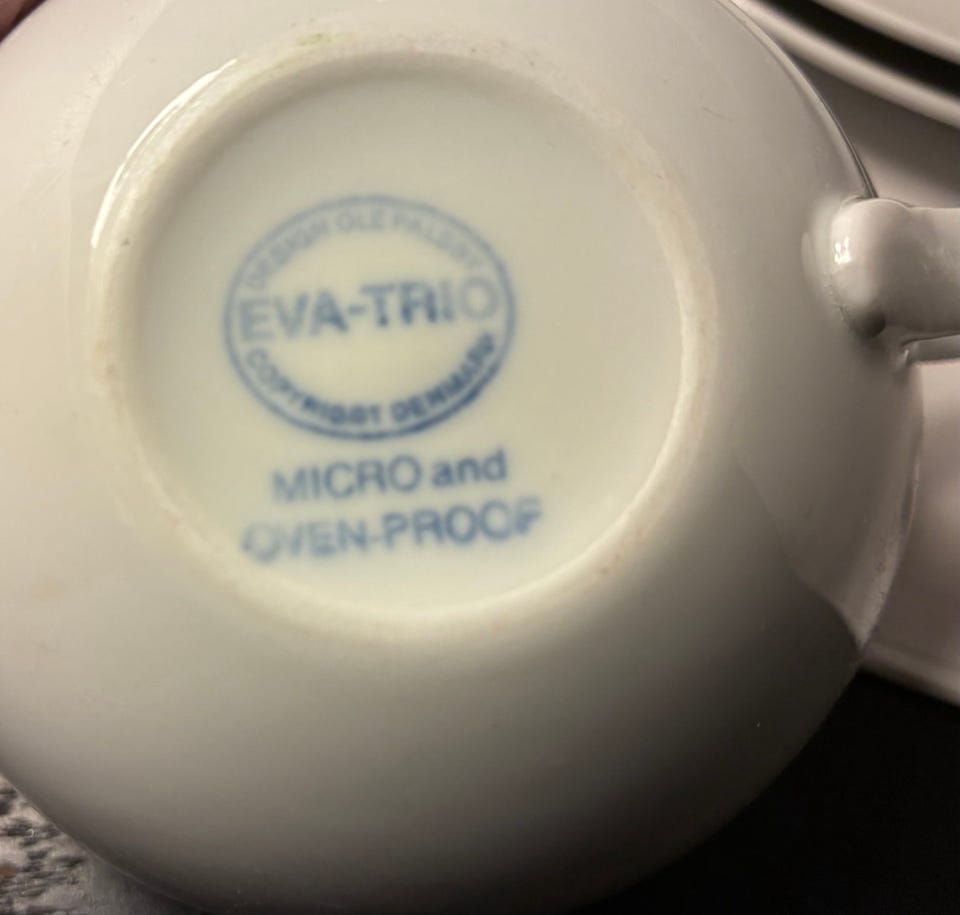 DESIGN OLE PALSBY
EVA-TRIO
COPYRIGHT DENMARK
MICRO and
OVEN-PROOF